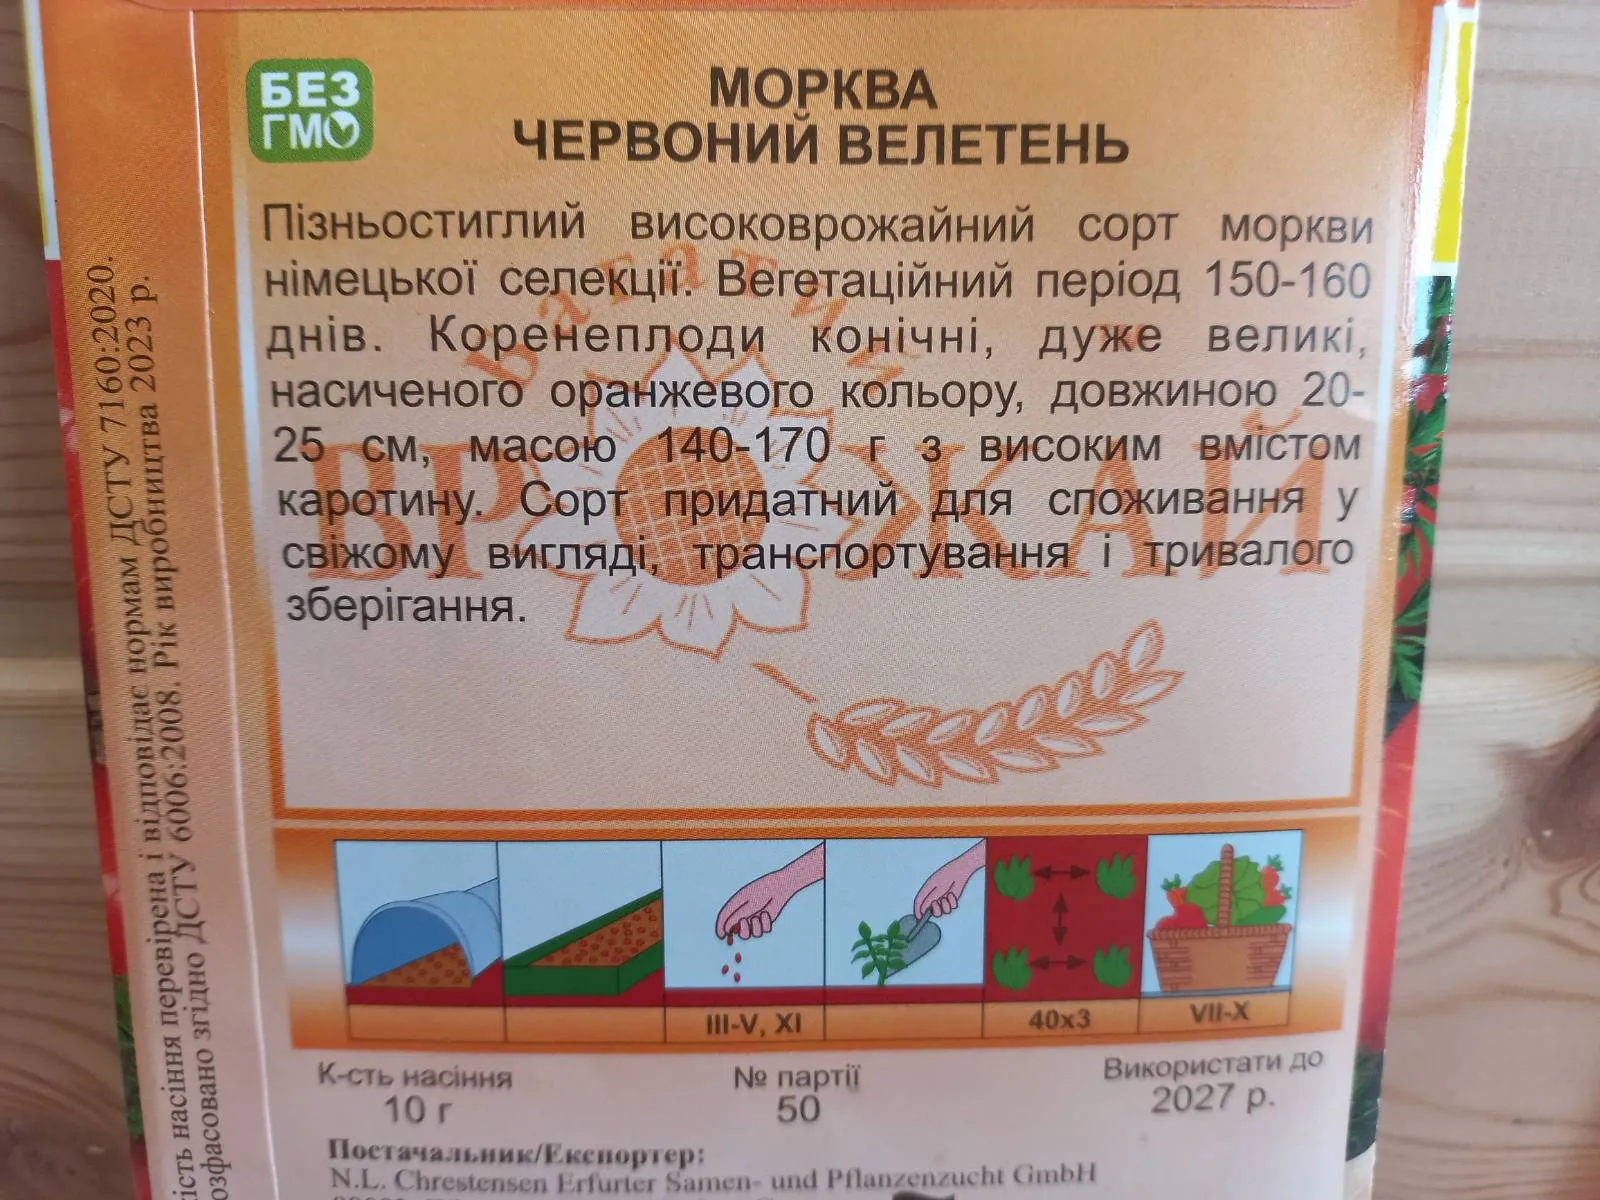 БЕЗ
ГМО
МОРКВА
ЧЕРВОНИЙ ВЕЛЕТЕНЬ
Пізньостиглий високоврожайний сорт моркви
німецької селекції. Вегетаційний період 150-160
днів. Коренеплоди конічні, дуже великі,
насиченого оранжевого кольору, довжиною 20-
25 см, масою 140-170 г з високим вмістом
каротину. Сорт придатний для споживання у
свіжому вигляді, транспортування і тривалого
зберігання.
Багатий
ВРОЖАЙ
III-V, XI
40x3
VII-X
К-сть насіння
10 г
№ партії
50
Використати до
2027 р.
Постачальник/Експортер:
N.L. Chrestensen Erfurter Samen- und Pflanzenzucht GmbH
ість насіння перевірена і відповідає нормам ДСТУ 7160:2020.
озфасовано згідно ДСТУ 6006:2008. Рік виробництва 2023 р.